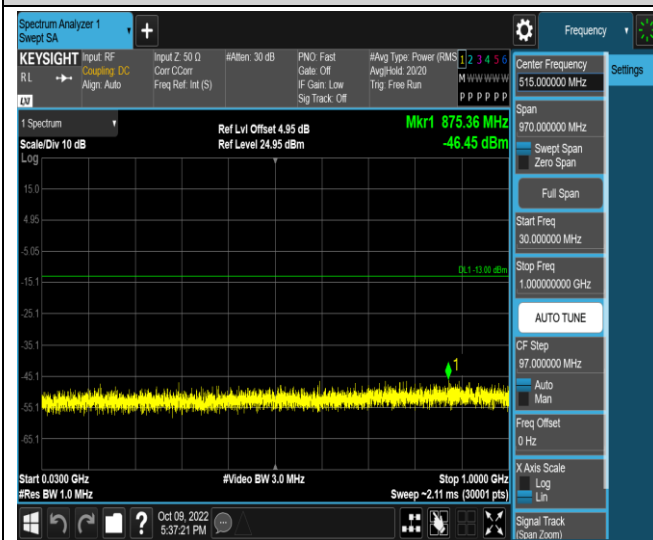 Spectrum Analyzer 1
Swept SA
+
Frequency
KEYSIGHT
RL
LXI
Input: RF
Coupling: DC
Align: Auto
Input Z: 50 Ω
Corr CCorr
Freq Ref: Int (S)
#Atten: 30 dB
PNO: Fast
Gate: Off
IF Gain: Low
Sig Track: Off
#Avg Type: Power (RMS
Avg|Hold: 20/20
Trig: Free Run
1 2 3 4 5 6
M W W W W W
P P P P P P
Center Frequency
515.000000 MHz
Settings
Span
970.000000 MHz
Swept Span
Zero Span
Full Span
Start Freq
30.000000 MHz
Stop Freq
1.000000000 GHz
AUTO TUNE
CF Step
97.000000 MHz
Auto
Man
Freq Offset
0 Hz
X Axis Scale
Log
Lin
Signal Track
(Span Zoom)
1 Spectrum
Scale/Div 10 dB
Log
Ref Lvl Offset 4.95 dB
Ref Level 24.95 dBm
Mkr1 875.36 MHz
-46.45 dBm
15.0
4.95
-5.05
-15.1
-25.1
-35.1
-45.1
-55.1
-65.1
DL1 -13.00 dBm
1
Start 0.0300 GHz
#Res BW 1.0 MHz
#Video BW 3.0 MHz
Stop 1.0000 GHz
Sweep ~2.11 ms (30001 pts)
?
Oct 09, 2022
5:37:21 PM